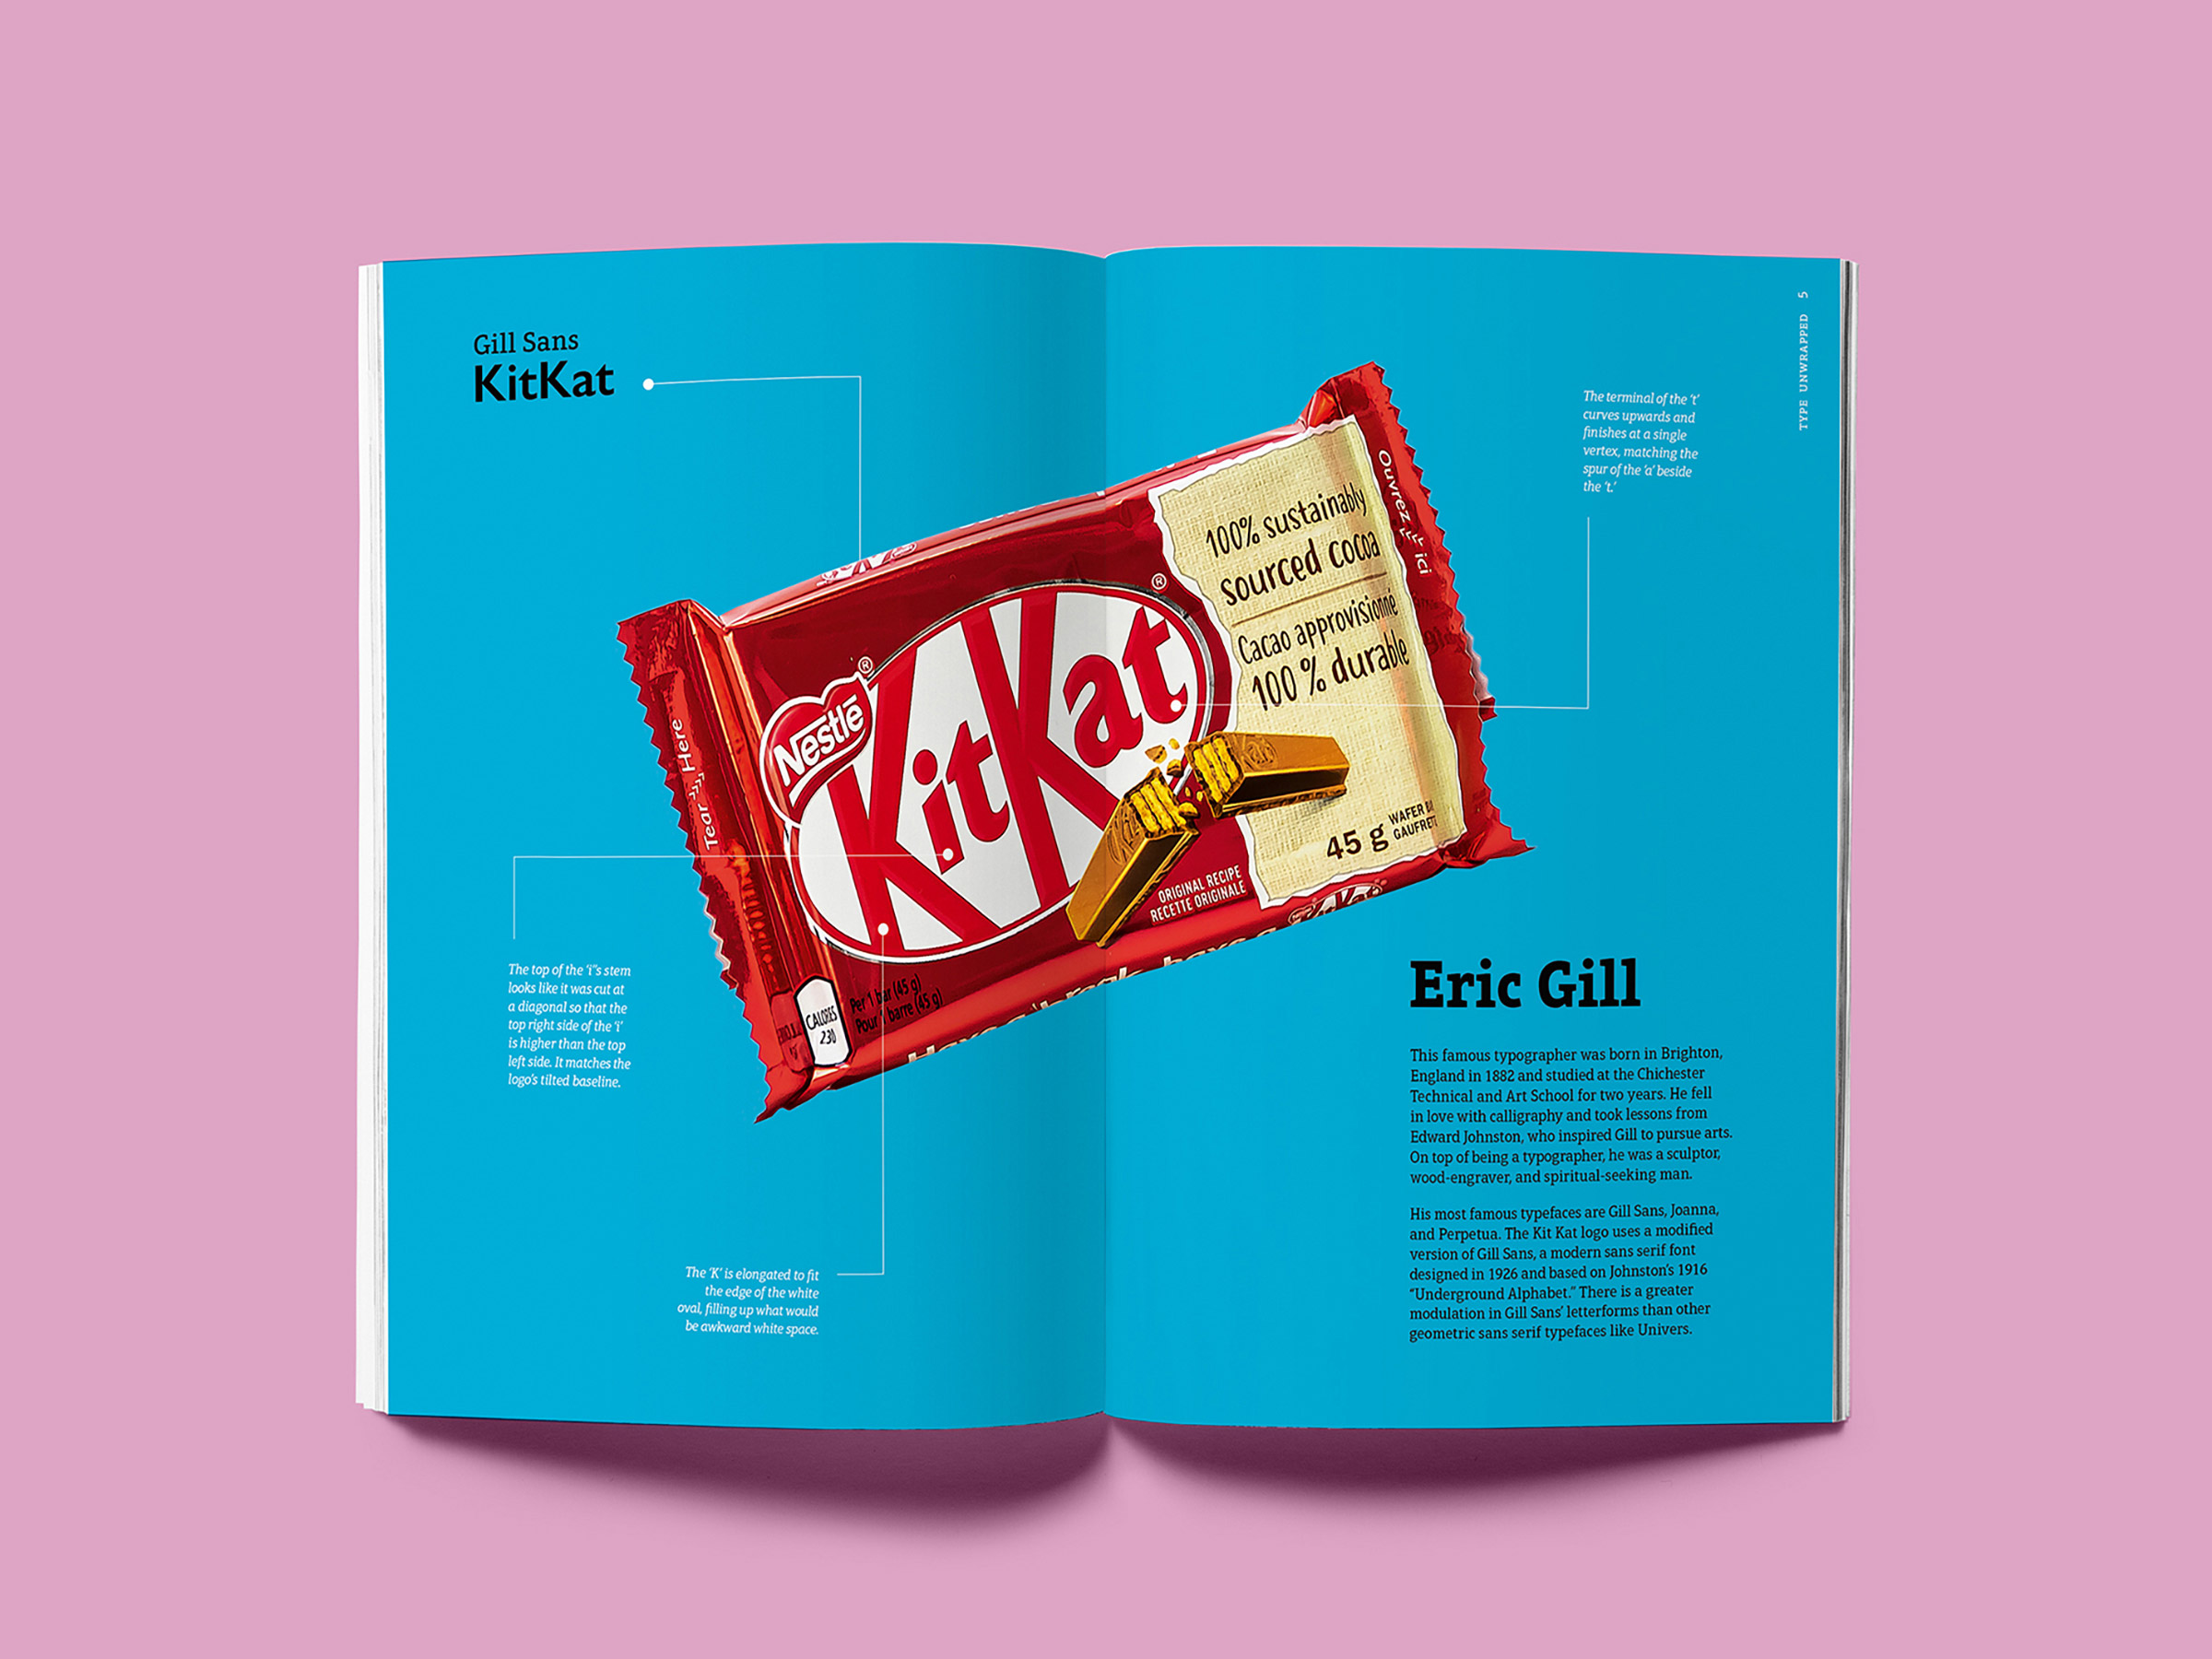 Gill Sans
KitKat
TYPE UNWRAPPED 5
The terminal of the ‘t’
curves upwards and
finishes at a single
vertex, matching the
spur of the ‘a’ beside
the ‘t.’
Tear Here
Nestlé®
KitKat®
100% sustainably
sourced cocoa
Cacao approvisionné
100 % durable
Ouvrez ici
45 g
WAFER
GAUFRET
ORIGINAL RECIPE
RECETTE ORIGINALE
CALORIES
230
Per 1 bar (45 g)
Pour 1 barre (45 g)
The top of the ‘i’'s stem
looks like it was cut at
a diagonal so that the
top right side of the ‘i’
is higher than the top
left side. It matches the
logo’s tilted baseline.
The ‘K’ is elongated to fit
the edge of the white
oval, filling up what would
be awkward white space.
Eric Gill
This famous typographer was born in Brighton,
England in 1882 and studied at the Chichester
Technical and Art School for two years. He fell
in love with calligraphy and took lessons from
Edward Johnston, who inspired Gill to pursue arts.
On top of being a typographer, he was a sculptor,
wood-engraver, and spiritual-seeking man.
His most famous typefaces are Gill Sans, Joanna,
and Perpetua. The Kit Kat logo uses a modified
version of Gill Sans, a modern sans serif font
designed in 1926 and based on Johnston’s 1916
“Underground Alphabet.” There is a greater
modulation in Gill Sans’ letterforms than other
geometric sans serif typefaces like Univers.